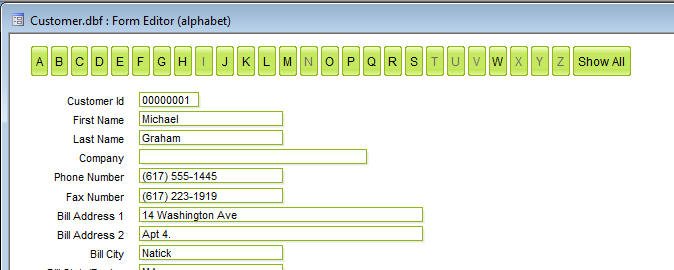 Customer.dbf : Form Editor (alphabet)
A B C D E F G H I J K L M N O P Q R S T U V W X Y Z Show All
Customer Id 00000001
First Name Michael
Last Name Graham
Company
Phone Number (617) 555-1445
Fax Number (617) 223-1919
Bill Address 1 14 Washington Ave
Bill Address 2 Apt 4.
Bill City Natick